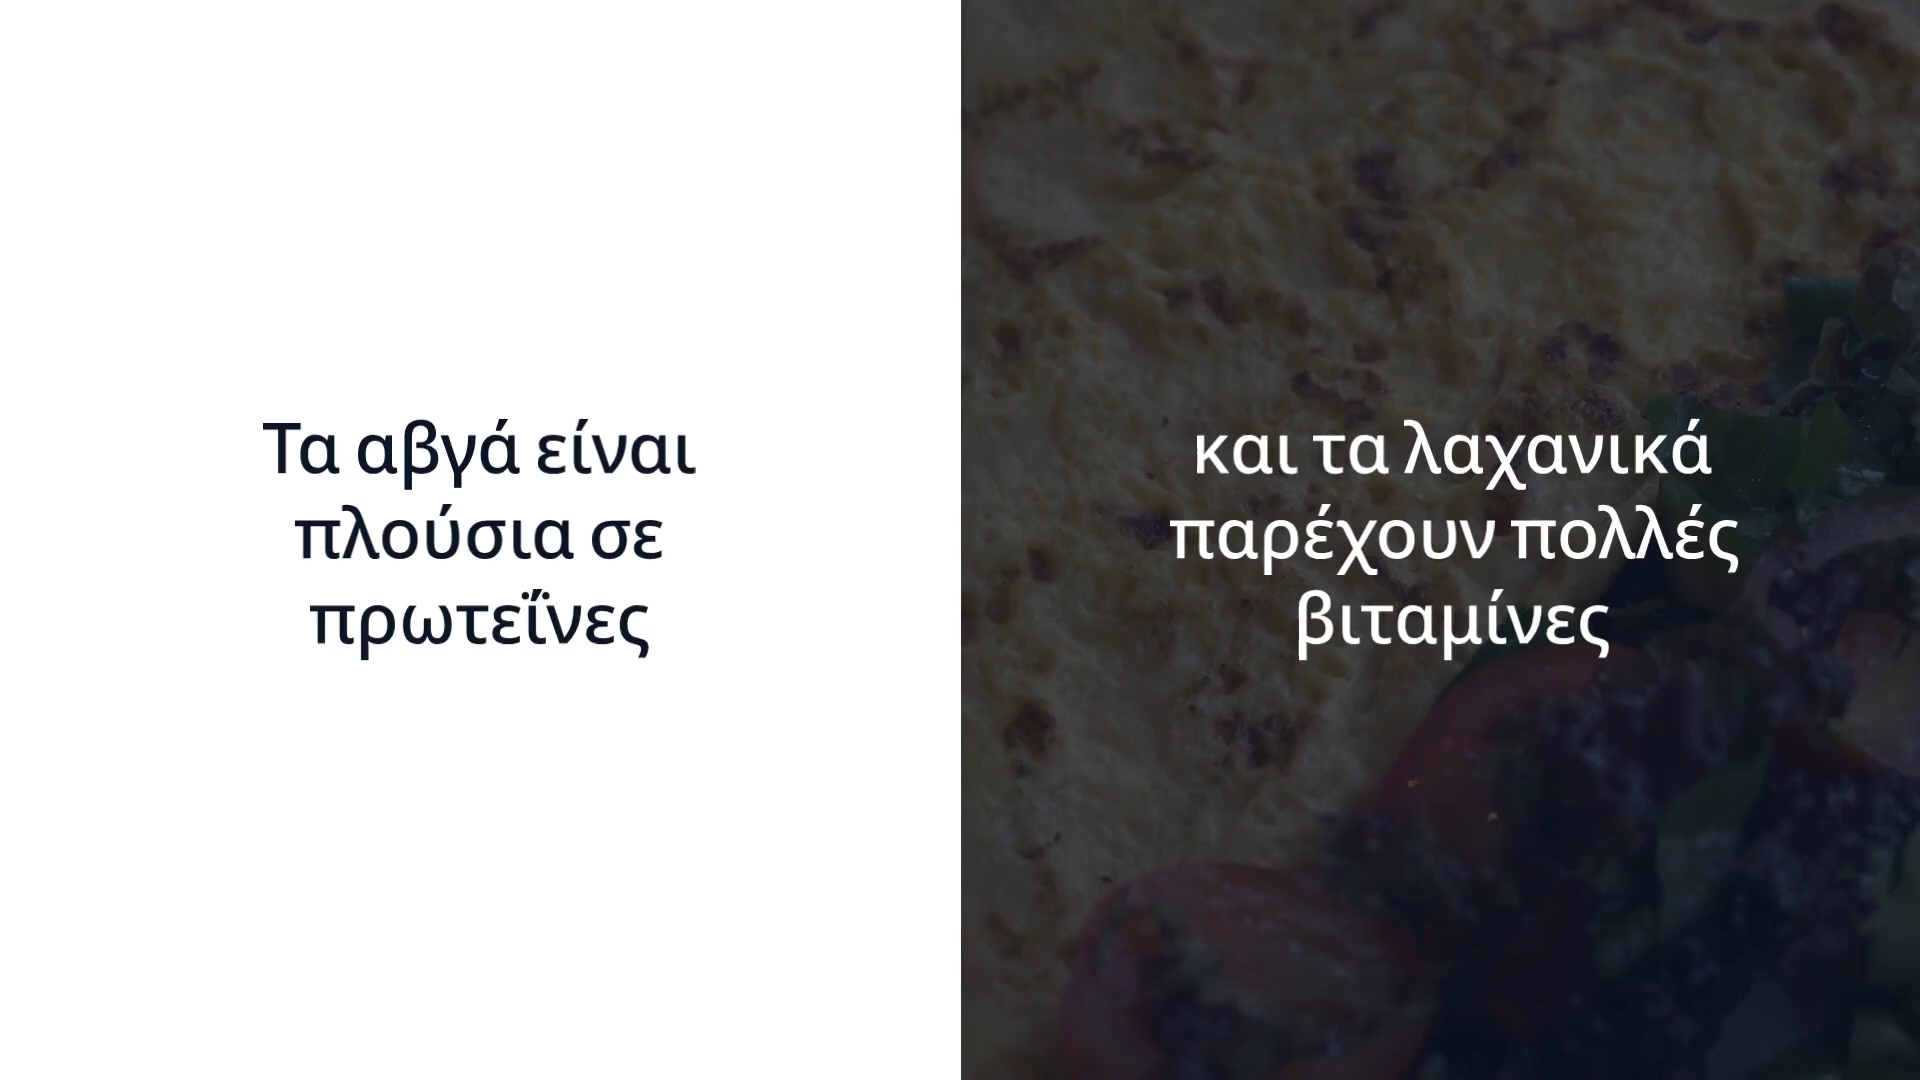 Τα αβγά είναι
πλούσια σε
πρωτεΐνες
και τα λαχανικά
παρέχουν πολλές
βιταμίνες